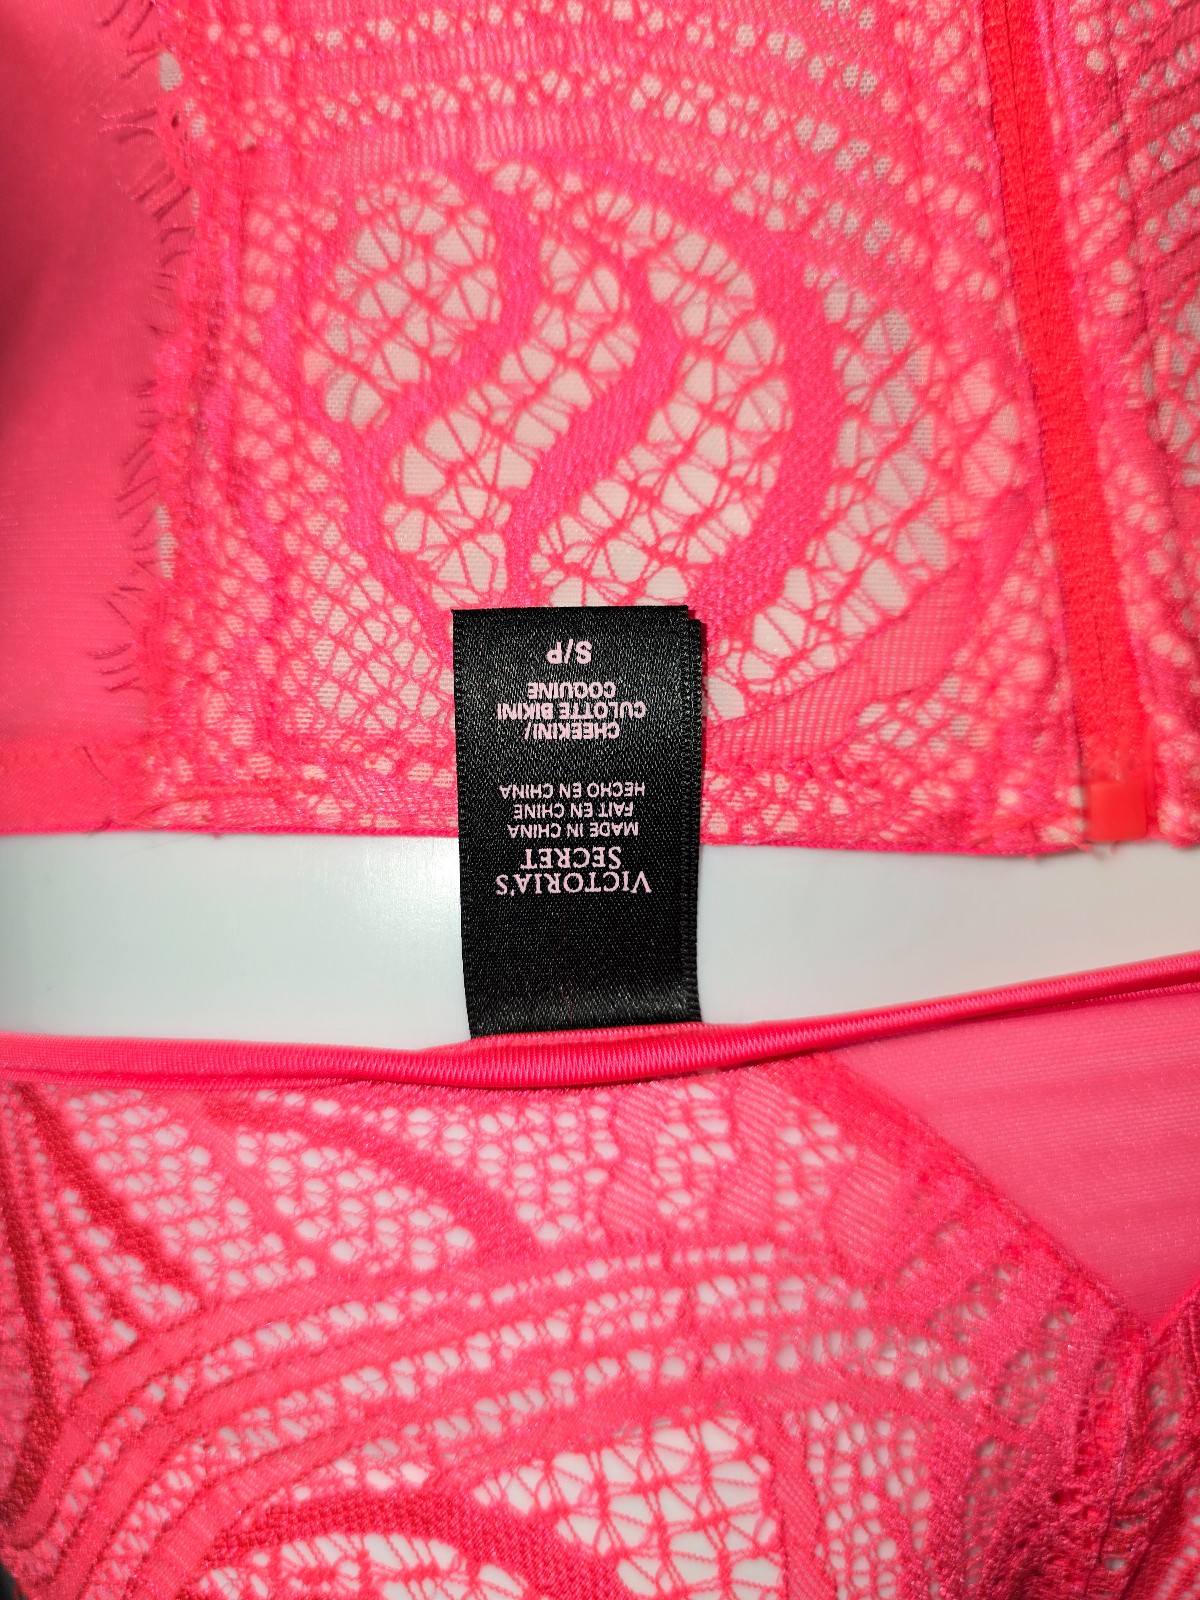 VICTORIA'S
SECRET
MADE IN CHINA
FAIT EN CHINE
HECHO EN CHINA
CHEEKINI/
CULOTTE BIKINI
COQUINE
S/P